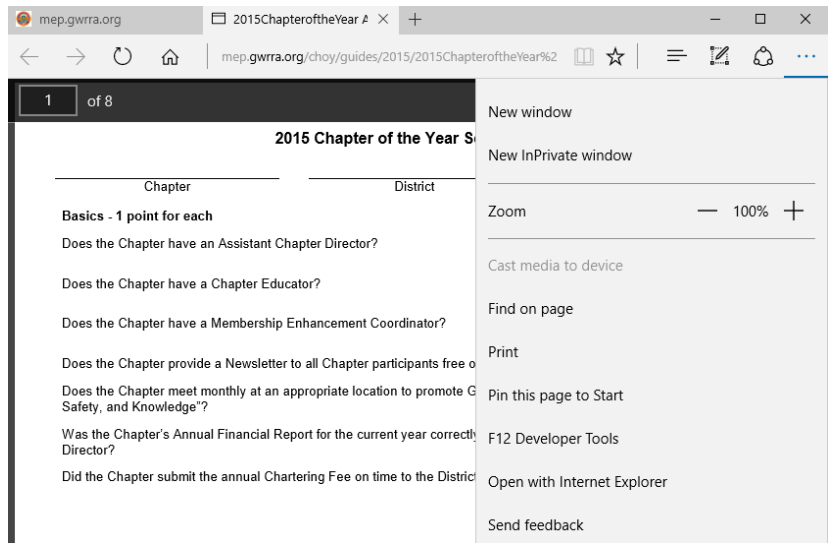 mep.gwrra.org
2015ChapteroftheYear A
mep.gwrra.org/choy/guides/2015/2015ChapteroftheYear%2
1 of 8
2015 Chapter of the Year S
Chapter District
Basics - 1 point for each
Does the Chapter have an Assistant Chapter Director?
Does the Chapter have a Chapter Educator?
Does the Chapter have a Membership Enhancement Coordinator?
Does the Chapter provide a Newsletter to all Chapter participants free o
Does the Chapter meet monthly at an appropriate location to promote G
Safety, and Knowledge"?
Was the Chapter's Annual Financial Report for the current year correctly
Director?
Did the Chapter submit the annual Chartering Fee on time to the District
New window
New InPrivate window
Zoom 100%
Cast media to device
Find on page
Print
Pin this page to Start
F12 Developer Tools
Open with Internet Explorer
Send feedback